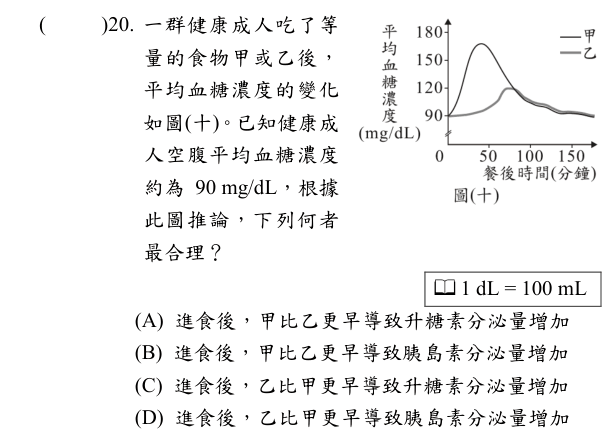 (　　)20. 一群健康成人吃了等
量的食物甲或乙後，
平均血糖濃度的變化
如圖(十)。已知健康成
人空腹平均血糖濃度
約為 90 mg/dL，根據
此圖推論，下列何者
最合理？
平均血糖濃度
(mg/dL)
180
150
120
90
0
50 100 150
甲
乙
餐後時間(分鐘)
圖(十)
1 dL = 100 mL
(A) 進食後，甲比乙更早導致升糖素分泌量增加
(B) 進食後，甲比乙更早導致胰島素分泌量增加
(C) 進食後，乙比甲更早導致升糖素分泌量增加
(D) 進食後，乙比甲更早導致胰島素分泌量增加